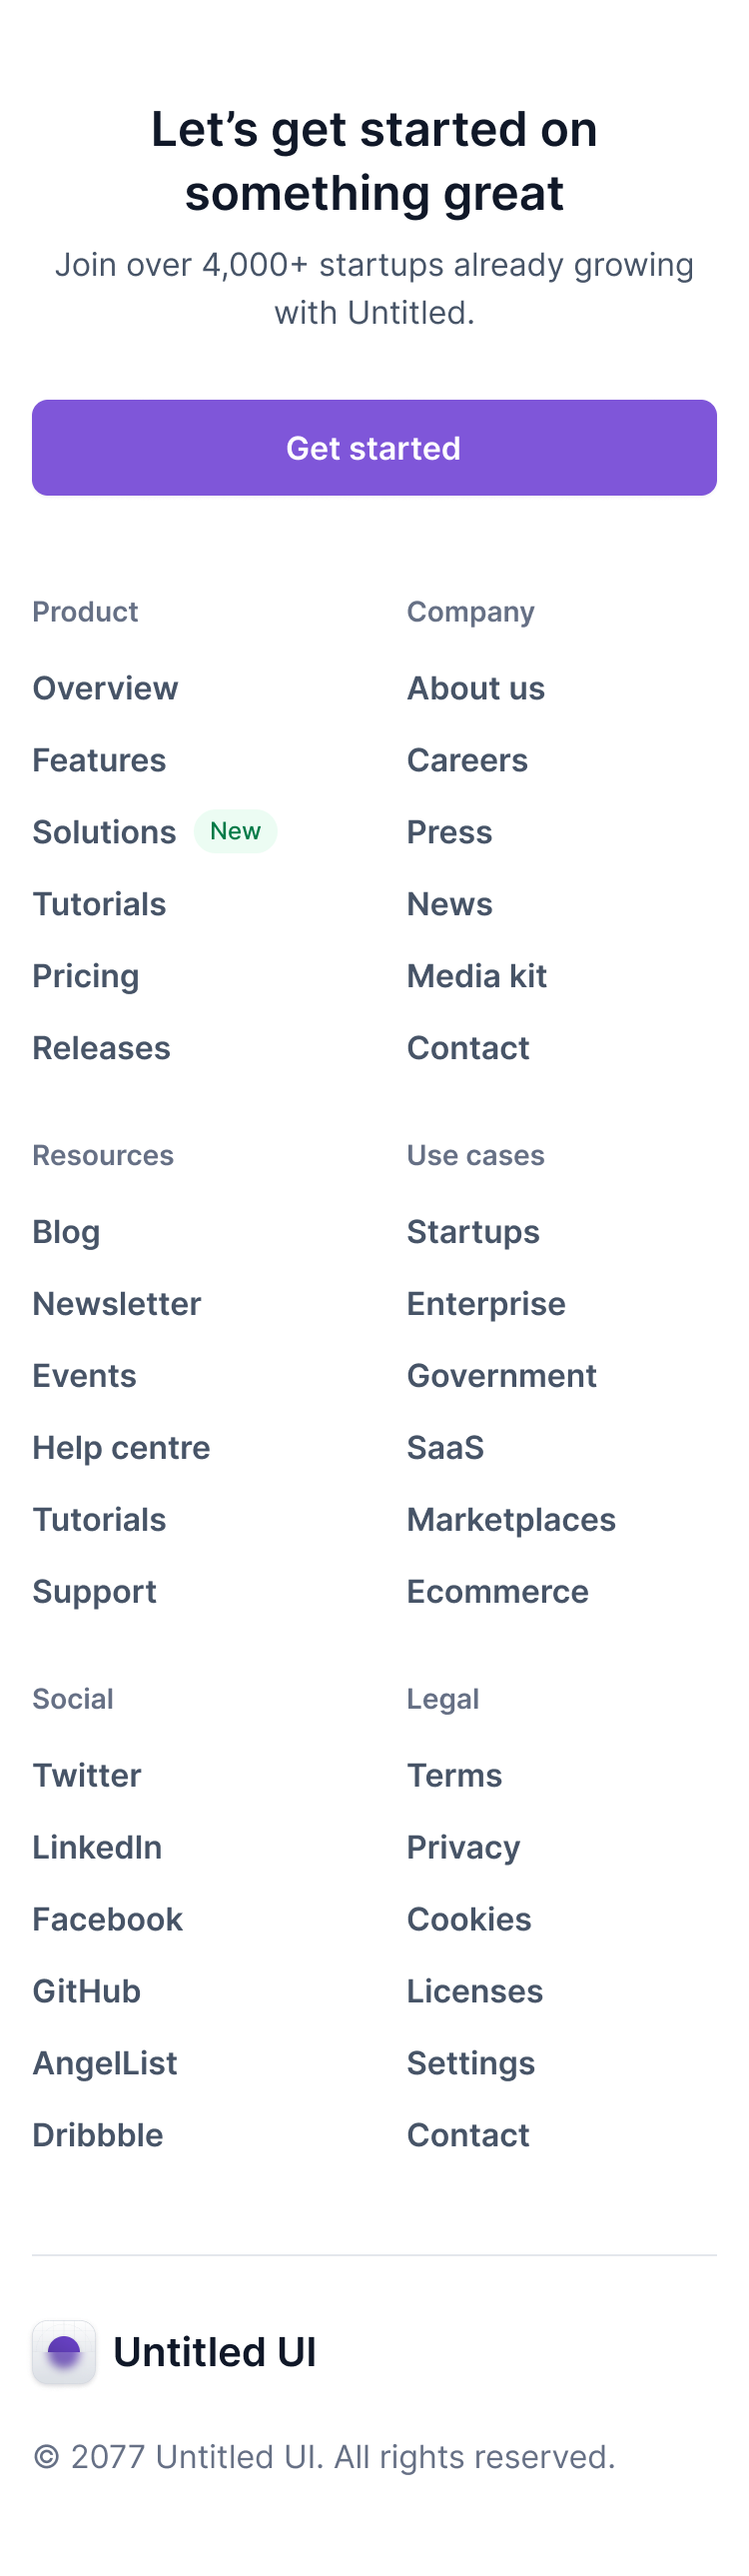 Let’s get started on
something great
Join over 4,000+ startups already growing
with Untitled.
Get started
Product
Overview
Features
Solutions New
Tutorials
Pricing
Releases
Company
About us
Careers
Press
News
Media kit
Contact
Resources
Blog
Newsletter
Events
Help centre
Tutorials
Support
Use cases
Startups
Enterprise
Government
SaaS
Marketplaces
Ecommerce
Social
Twitter
LinkedIn
Facebook
GitHub
AngelList
Dribbble
Legal
Terms
Privacy
Cookies
Licenses
Settings
Contact
Untitled UI
© 2077 Untitled UI. All rights reserved.